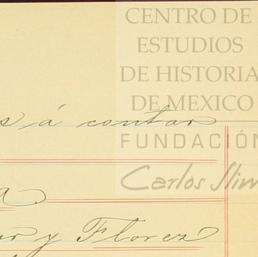 CENTRO DE
ESTUDIOS
DE HISTORIA
DE MEXICO
FUNDACIÓN
Carlos Slim
s á contar
a
y Florez